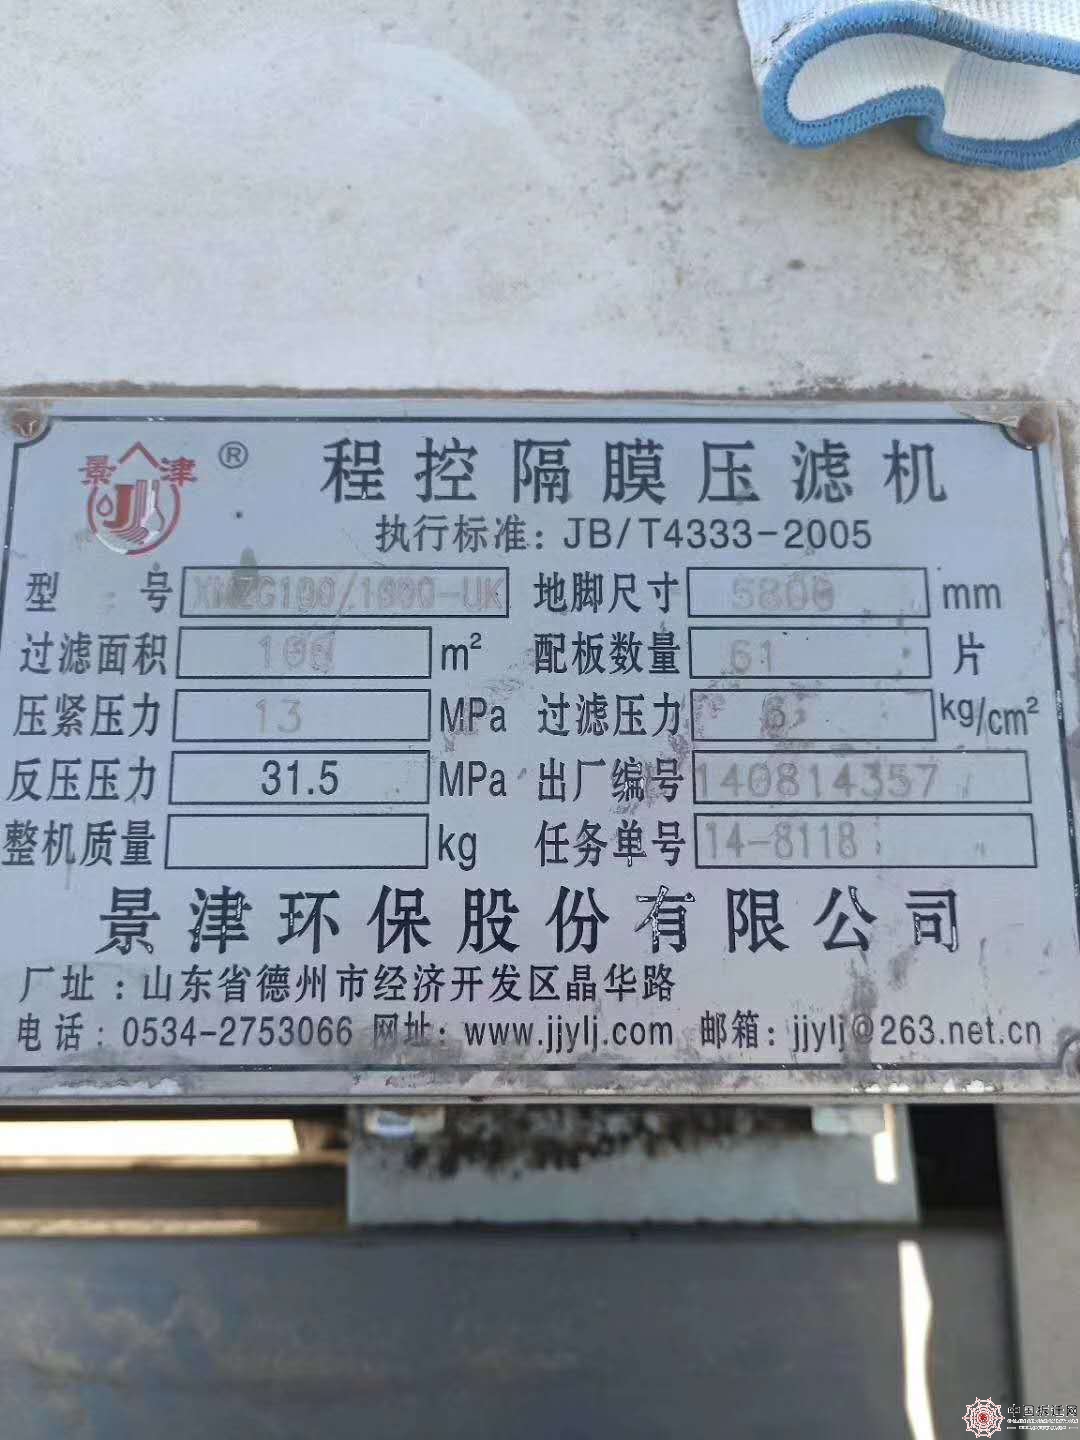 景津 ® 程控隔膜压滤机
执行标准：JB/T4333-2005
型号 XMZG100/1000-UK 地脚尺寸 5800 mm
过滤面积 100 m² 配板数量 61 片
压紧压力 13 MPa 过滤压力 6 kg/cm²
反压压力 31.5 MPa 出厂编号 140814357
整机质量 kg 任务单号 14-8118
景津环保股份有限公司
厂址：山东省德州市经济开发区晶华路
电话：0534-2753066 网址：www.jjylj.com 邮箱：jjylj@263.net.cn
中国拆迁网